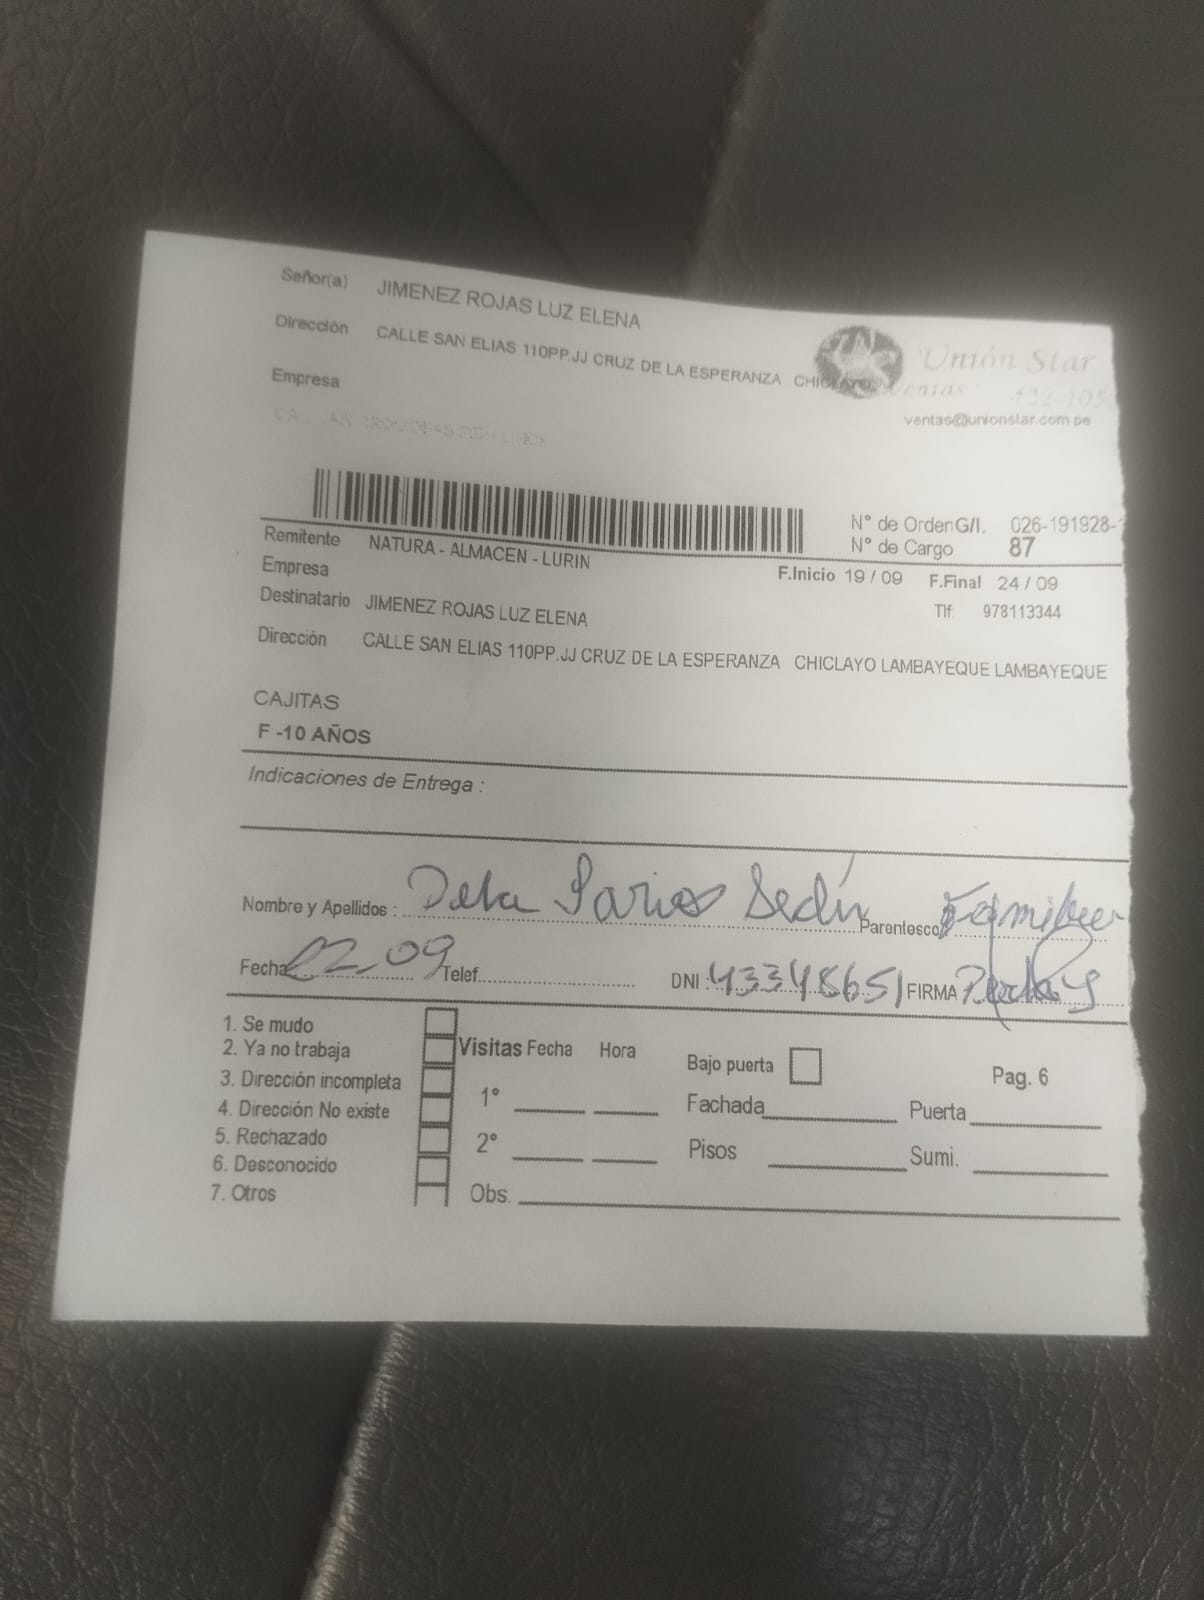 Señor(a) JIMENEZ ROJAS LUZ ELENA
Dirección CALLE SAN ELIAS 110PP.JJ CRUZ DE LA ESPERANZA CHICLAYO
Unión Star
Empresa
Ventas: 422-105
ventas@unionstar.com.pe
N° de Orden G/I. 026-191928-
N° de Cargo 87
Remitente NATURA - ALMACEN - LURIN
Empresa
F.Inicio 19 / 09 F.Final 24 / 09
Destinatario JIMENEZ ROJAS LUZ ELENA
Tlf: 978113344
Dirección CALLE SAN ELIAS 110PP.JJ CRUZ DE LA ESPERANZA CHICLAYO LAMBAYEQUE LAMBAYEQUE
CAJITAS
F -10 AÑOS
Indicaciones de Entrega :
Nombre y Apellidos : Parentesco
Fecha 22-09 Telef. DNI : 43348651 FIRMA
1. Se mudo
2. Ya no trabaja
3. Dirección incompleta
4. Dirección No existe
5. Rechazado
6. Desconocido
7. Otros
Visitas Fecha Hora
1°
2°
Obs.
Bajo puerta
Pag. 6
Fachada Puerta
Pisos Sumi.